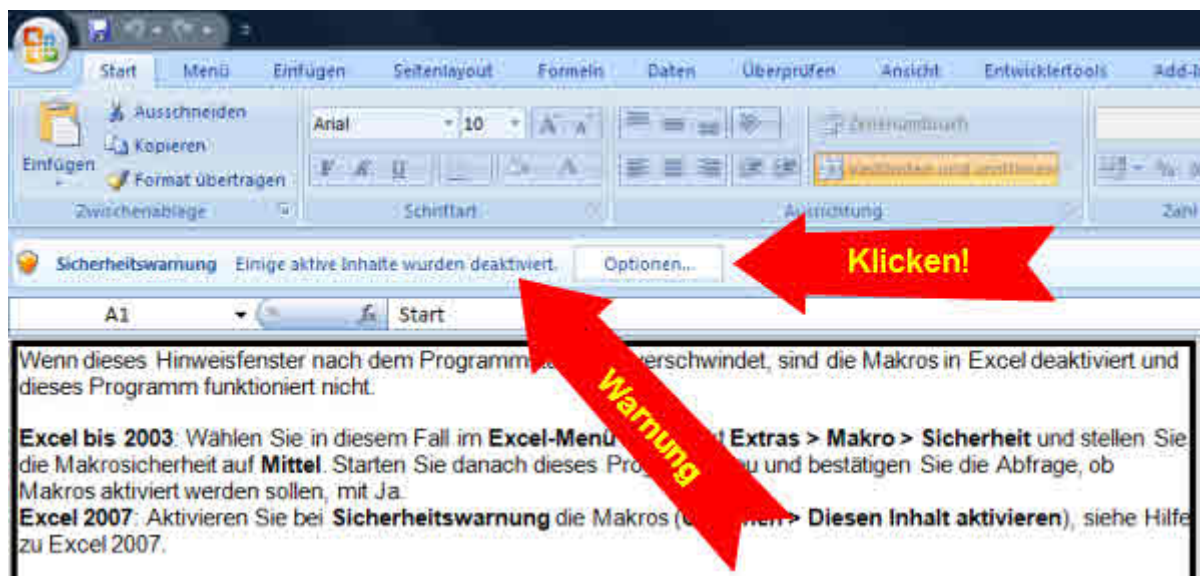 Start Menü Einfügen Seitenlayout Formeln Daten Überprüfen Ansicht Entwicklertools Add-
Ausschneiden
Kopieren
Format übertragen
Einfügen
Arial 10
F K U
Zwischenablage Schriftart Ausrichtung Zahl
Sicherheitswarnung Einige aktive Inhalte wurden deaktiviert. Optionen...
Klicken!
A1 fx Start
Warnung
Wenn dieses Hinweisfenster nach dem Programm verschwindet, sind die Makros in Excel deaktiviert und
dieses Programm funktioniert nicht.
Excel bis 2003: Wählen Sie in diesem Fall im Excel-Menü Extras > Makro > Sicherheit und stellen Sie
die Makrosicherheit auf Mittel. Starten Sie danach dieses und bestätigen Sie die Abfrage, ob
Makros aktiviert werden sollen, mit Ja.
Excel 2007: Aktivieren Sie bei Sicherheitswarnung die Makros ( > Diesen Inhalt aktivieren), siehe Hilfe
zu Excel 2007.